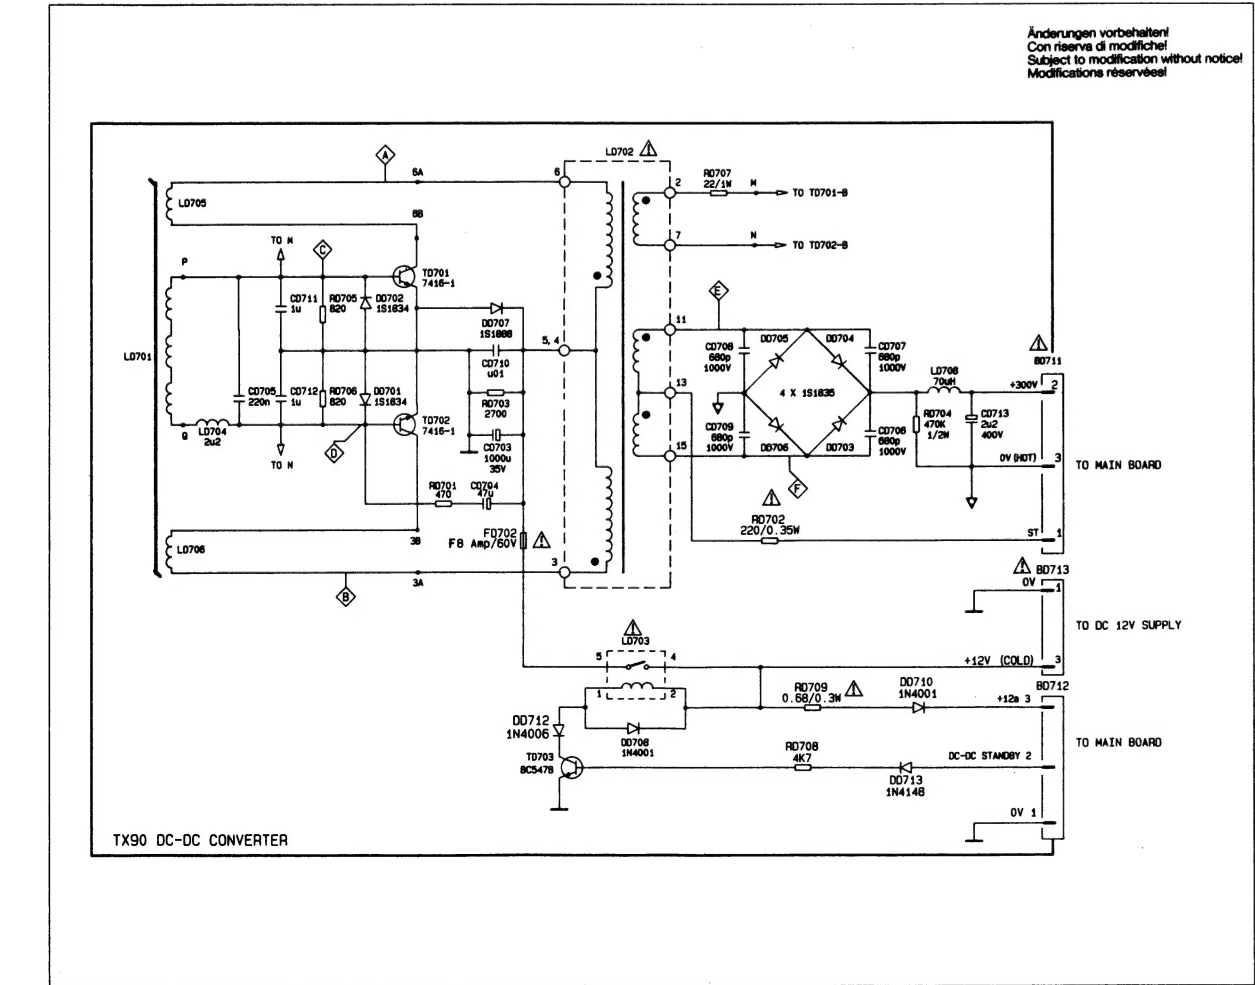 Änderungen vorbehalten!
Con riserva di modifiche!
Subject to modification without notice!
Modifications réservées!
A
6A
6
LD702
2
RD707
22/1W
M
TO TD701-B
LD705
6B
7
N
TO TD702-B
TO M
C
P
TD701
7416-1
CD711
1u
RD705
820
DD702
1S1834
DD707
1S1888
E
11
LD701
5, 4
CD710
u01
CD708
680p
1000V
DD705
DD704
CD707
680p
1000V
BD711
LD708
70uH
+300V
2
CD705
220n
CD712
1u
RD706
820
DD701
1S1834
RD703
2700
13
4 X 1S1835
RD704
470K
1/2W
CD713
2u2
400V
Q
LD704
2u2
TD702
7416-1
CD703
1000u
35V
CD709
680p
1000V
DD706
DD703
CD706
680p
1000V
15
D
TO N
0V (HOT)
3
TO MAIN BOARD
RD701
470
CD704
47u
F
LD706
3B
FD702
F8 Amp/60V
RD702
220/0.35W
ST
1
B
3A
3
BD713
0V
1
TO DC 12V SUPPLY
LD703
5
4
+12V (COLD)
3
1
2
RD709
0.68/0.3W
DD710
1N4001
BD712
+12a 3
DD712
1N4006
DD708
1N4001
TO MAIN BOARD
TD703
BC547B
RD708
4K7
DC-DC STANDBY 2
DD713
1N4148
0V 1
TX90 DC-DC CONVERTER